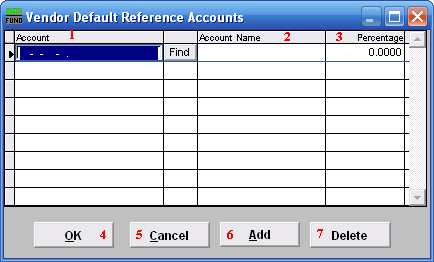 FUND Vendor Default Reference Accounts
Account 1 Account Name 2 3 Percentage
- - - . Find 0.0000
OK 4 5 Cancel 6 Add 7 Delete